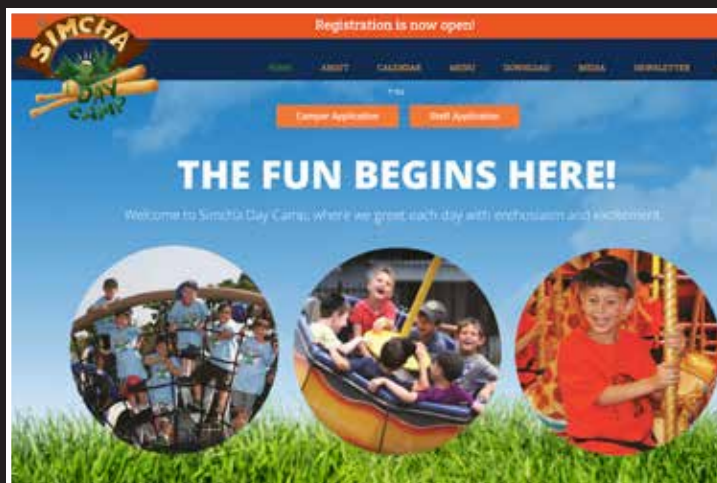 Registration is now open!
SIMCHA
DAY
CAMP
HOME ABOUT CALENDAR MENU DOWNLOAD MEDIA NEWSLETTER
Camper Application Staff Application
THE FUN BEGINS HERE!
Welcome to Simcha Day Camp, where we greet each day with enthusiasm and excitement.